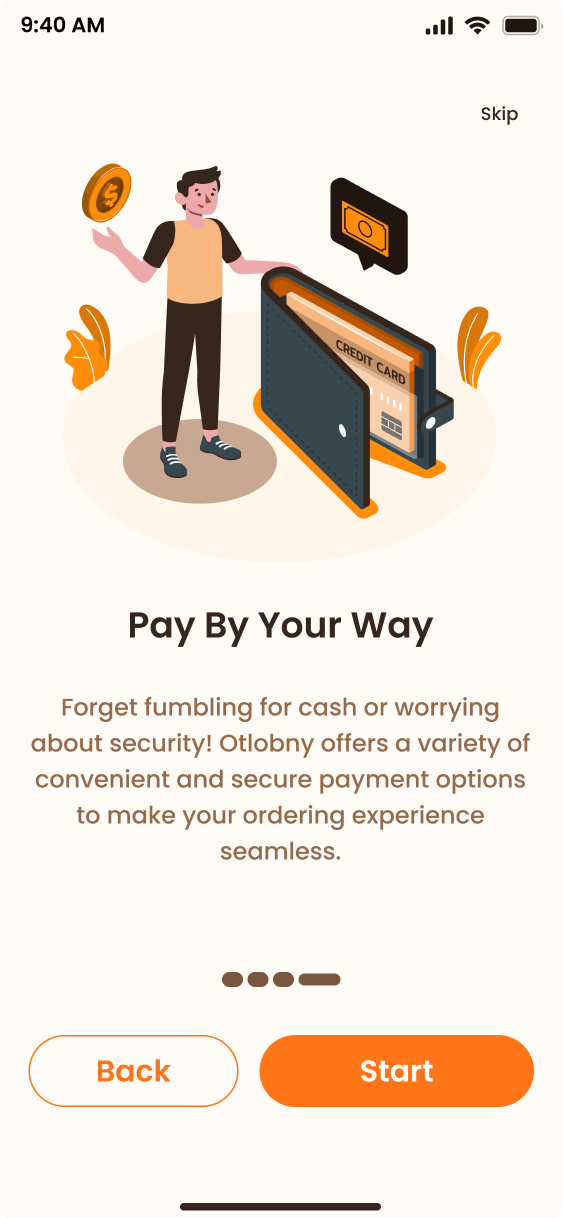 9:40 AM
Skip
CREDIT CARD
Pay By Your Way
Forget fumbling for cash or worrying
about security! Otlobny offers a variety of
convenient and secure payment options
to make your ordering experience
seamless.
Back
Start